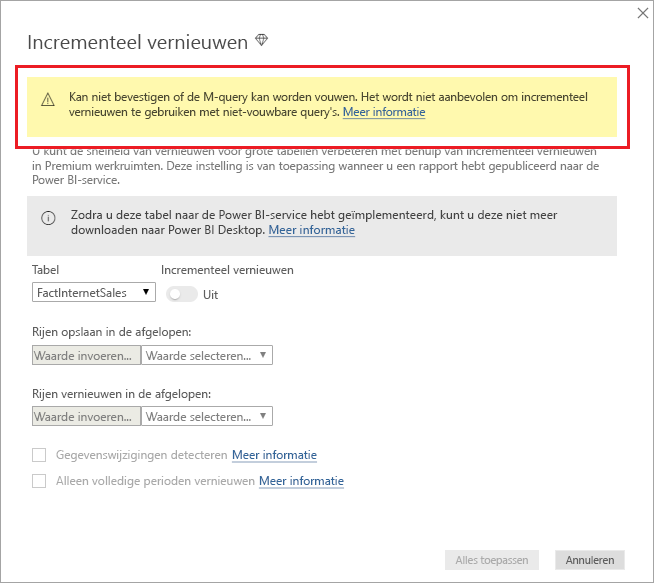 Incrementeel vernieuwen
Kan niet bevestigen of de M-query kan worden vouwen. Het wordt niet aanbevolen om incrementeel
vernieuwen te gebruiken met niet-vouwbare query's. Meer informatie
U kunt de snelheid van vernieuwen voor grote tabellen verbeteren met behulp van incrementeel vernieuwen
in Premium werkruimten. Deze instelling is van toepassing wanneer u een rapport hebt gepubliceerd naar de
Power BI-service.
Zodra u deze tabel naar de Power BI-service hebt geïmplementeerd, kunt u deze niet meer
downloaden naar Power BI Desktop. Meer informatie
Tabel Incrementeel vernieuwen
FactInternetSales Uit
Rijen opslaan in de afgelopen:
Waarde invoeren... Waarde selecteren...
Rijen vernieuwen in de afgelopen:
Waarde invoeren... Waarde selecteren...
Gegevenswijzigingen detecteren Meer informatie
Alleen volledige perioden vernieuwen Meer informatie
Alles toepassen Annuleren